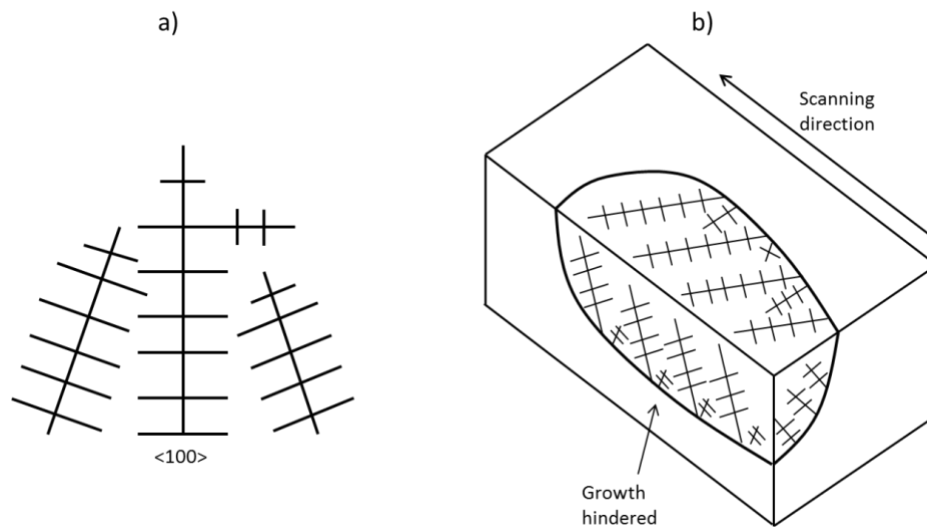 a)
b)
Scanning
direction
<100>
Growth
hindered